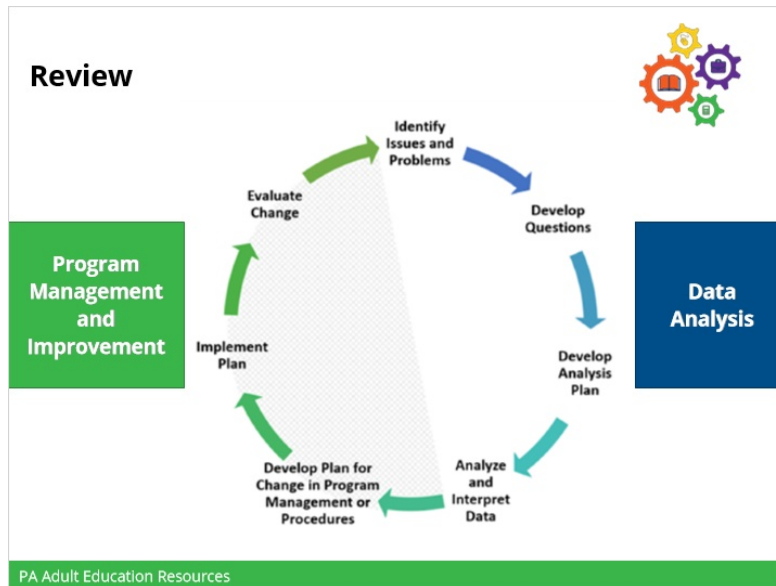 Review
Identify
Issues and
Problems
Develop
Questions
Develop
Analysis
Plan
Analyze
and
Interpret
Data
Develop Plan for
Change in Program
Management or
Procedures
Implement
Plan
Evaluate
Change
Program
Management
and
Improvement
Data
Analysis
PA Adult Education Resources